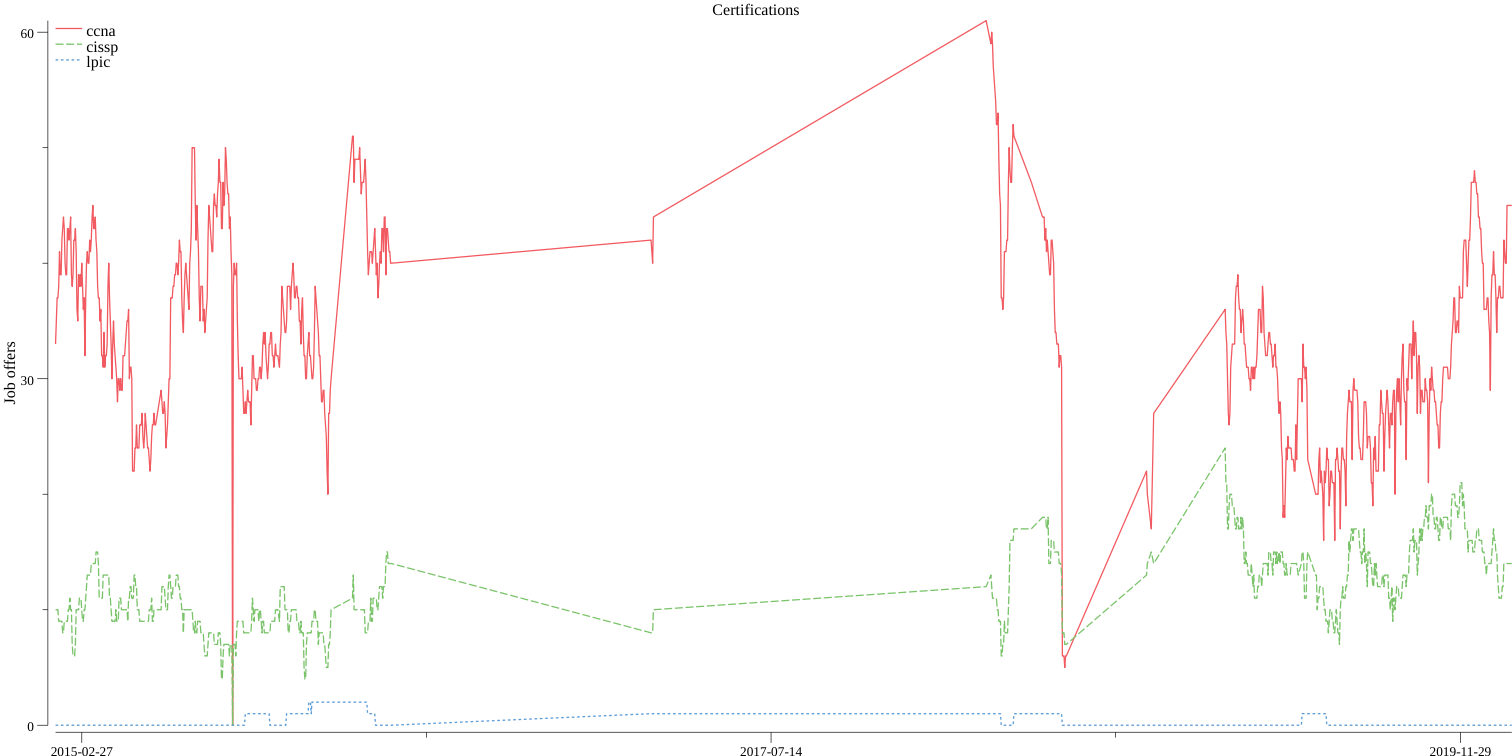 Certifications
60
ccna
cissp
lpic
Job offers
30
0
2015-02-27
2017-07-14
2019-11-29